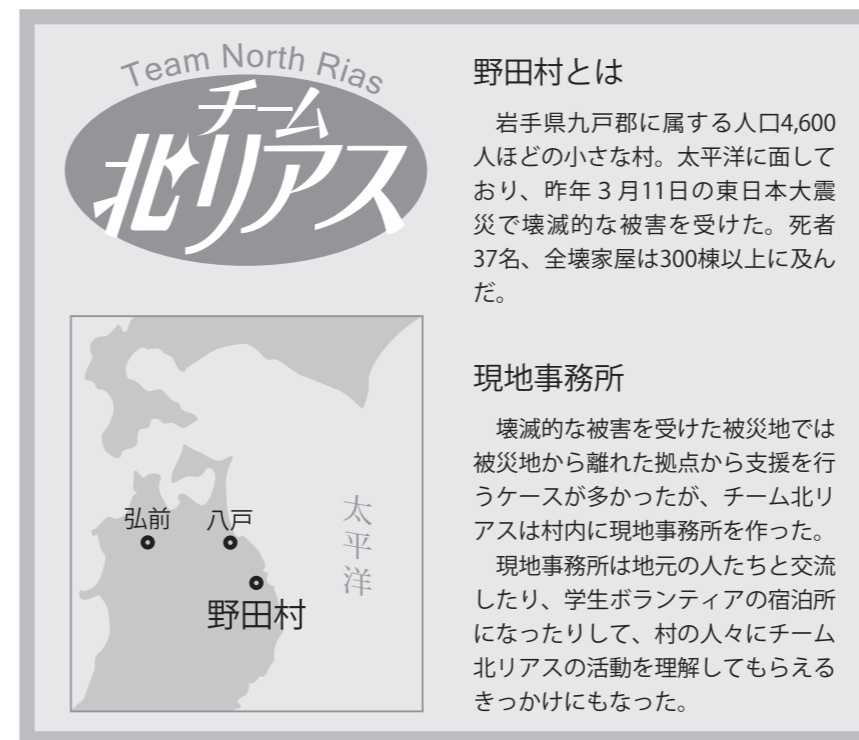 Team North Rias
チーム
北リアス
野田村とは
岩手県九戸郡に属する人口4,600
人ほどの小さな村。太平洋に面して
おり、昨年３月11日の東日本大震
災で壊滅的な被害を受けた。死者
37名、全壊家屋は300棟以上に及ん
だ。
弘前
八戸
野田村
太平洋
現地事務所
壊滅的な被害を受けた被災地では
被災地から離れた拠点から支援を行
うケースが多かったが、チーム北リ
アスは村内に現地事務所を作った。
現地事務所は地元の人たちと交流
したり、学生ボランティアの宿泊所
になったりして、村の人々にチーム
北リアスの活動を理解してもらえる
きっかけにもなった。